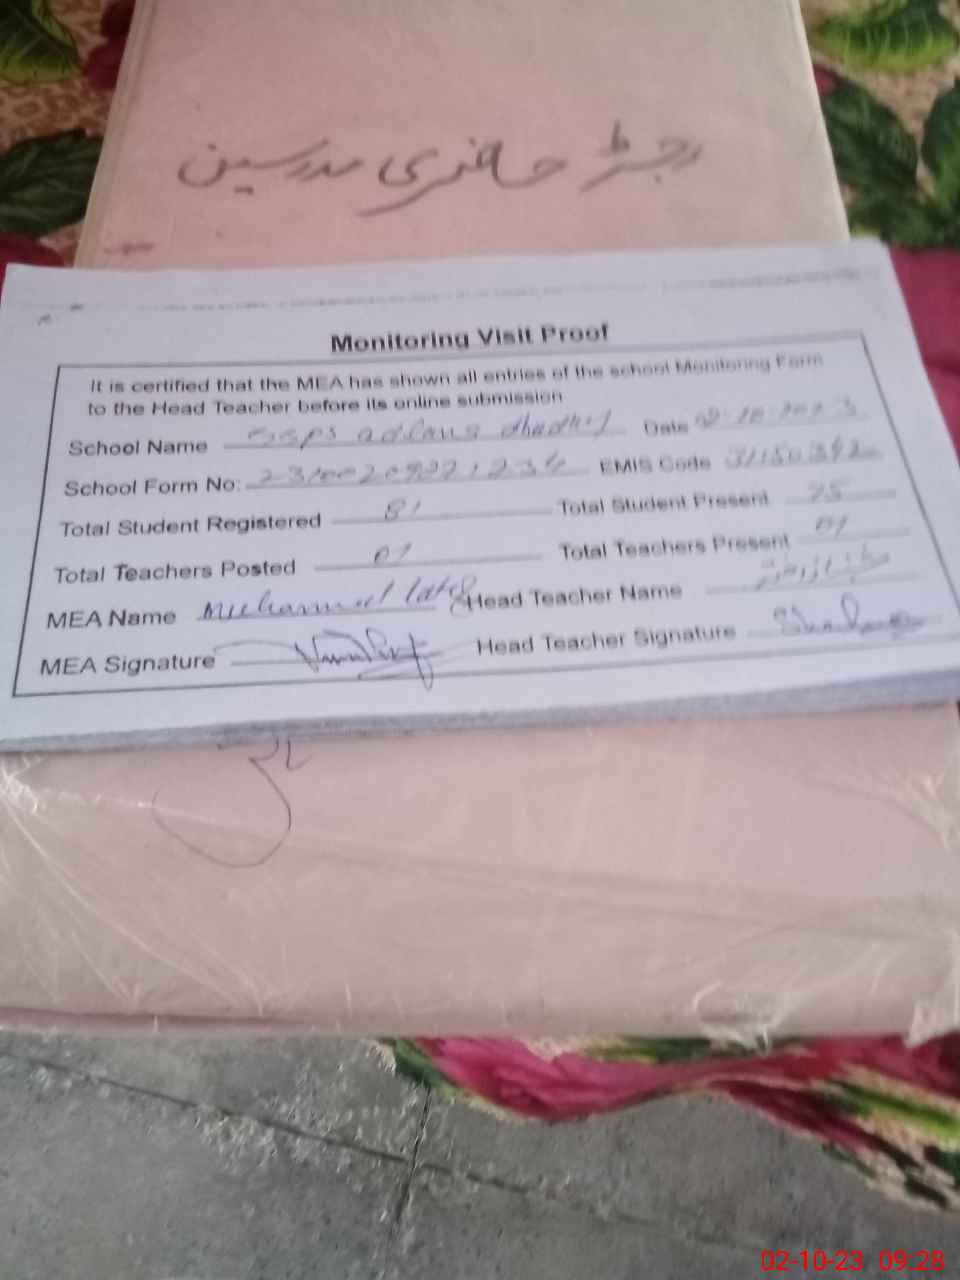 رجسٹر حاضری مدرسین
Monitoring Visit Proof
It is certified that the MEA has shown all entries of the school Monitoring Form
to the Head Teacher before its online submission
School Name GGPS Date 02-10-2023
School Form No: EMIS Code 31150392
Total Student Registered 81 Total Student Present 75
Total Teachers Posted 01 Total Teachers Present 01
MEA Name Muhammad Head Teacher Name
MEA Signature Head Teacher Signature
02-10-23 09:28